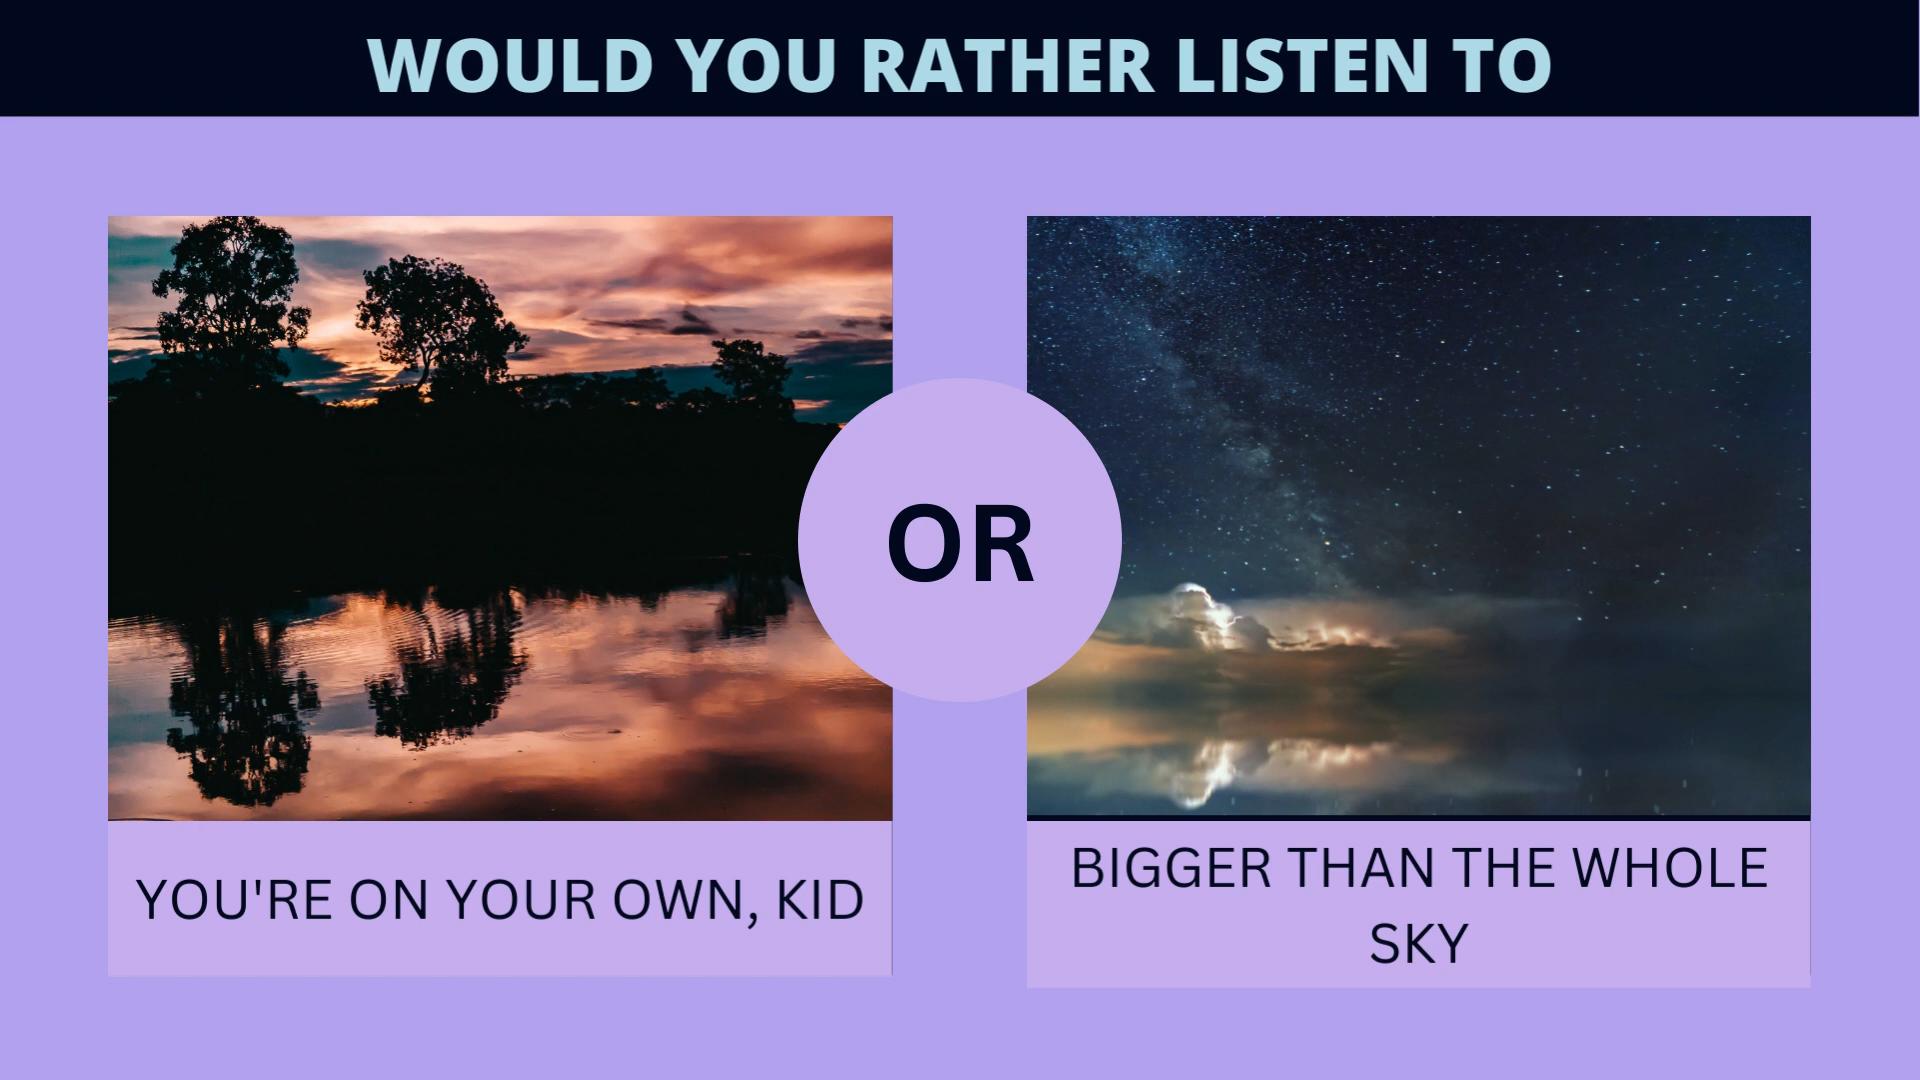 WOULD YOU RATHER LISTEN TO
OR
YOU'RE ON YOUR OWN, KID
BIGGER THAN THE WHOLE
SKY